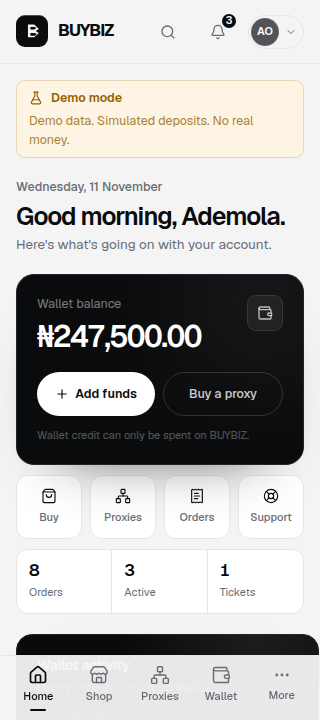 B BUYBIZ 3 AO
Demo mode
Demo data. Simulated deposits. No real
money.
Wednesday, 11 November
Good morning, Ademola.
Here's what's going on with your account.
Wallet balance
₦247,500.00
+ Add funds Buy a proxy
Wallet credit can only be spent on BUYBIZ.
Buy Proxies Orders Support
8 3 1
Orders Active Tickets
Wallet activity
Home Shop Proxies Wallet More